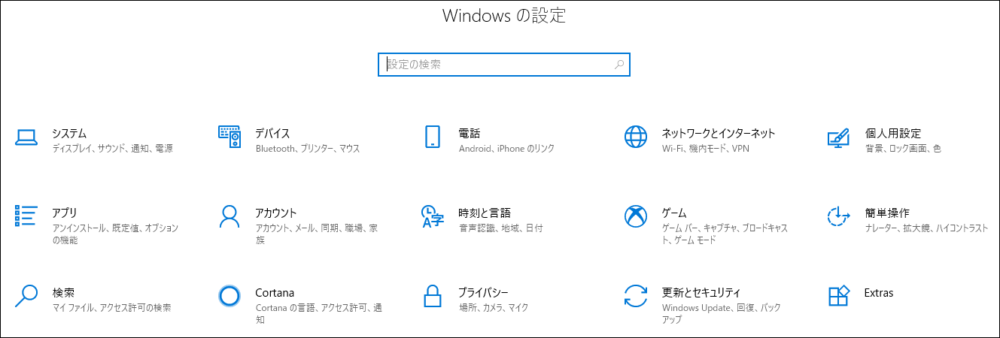 Windows の設定
設定の検索
システム
ディスプレイ、サウンド、通知、電源
デバイス
Bluetooth、プリンター、マウス
電話
Android、iPhone のリンク
ネットワークとインターネット
Wi-Fi、機内モード、VPN
個人用設定
背景、ロック画面、色
アプリ
アンインストール、既定値、オプション
の機能
アカウント
アカウント、メール、同期、職場、家
族
時刻と言語
音声認識、地域、日付
ゲーム
ゲーム バー、キャプチャ、ブロードキャス
ト、ゲーム モード
簡単操作
ナレーター、拡大鏡、ハイコントラスト
検索
マイ ファイル、アクセス許可の検索
Cortana
Cortana の言語、アクセス許可、通
知
プライバシー
場所、カメラ、マイク
更新とセキュリティ
Windows Update、回復、バック
アップ
Extras